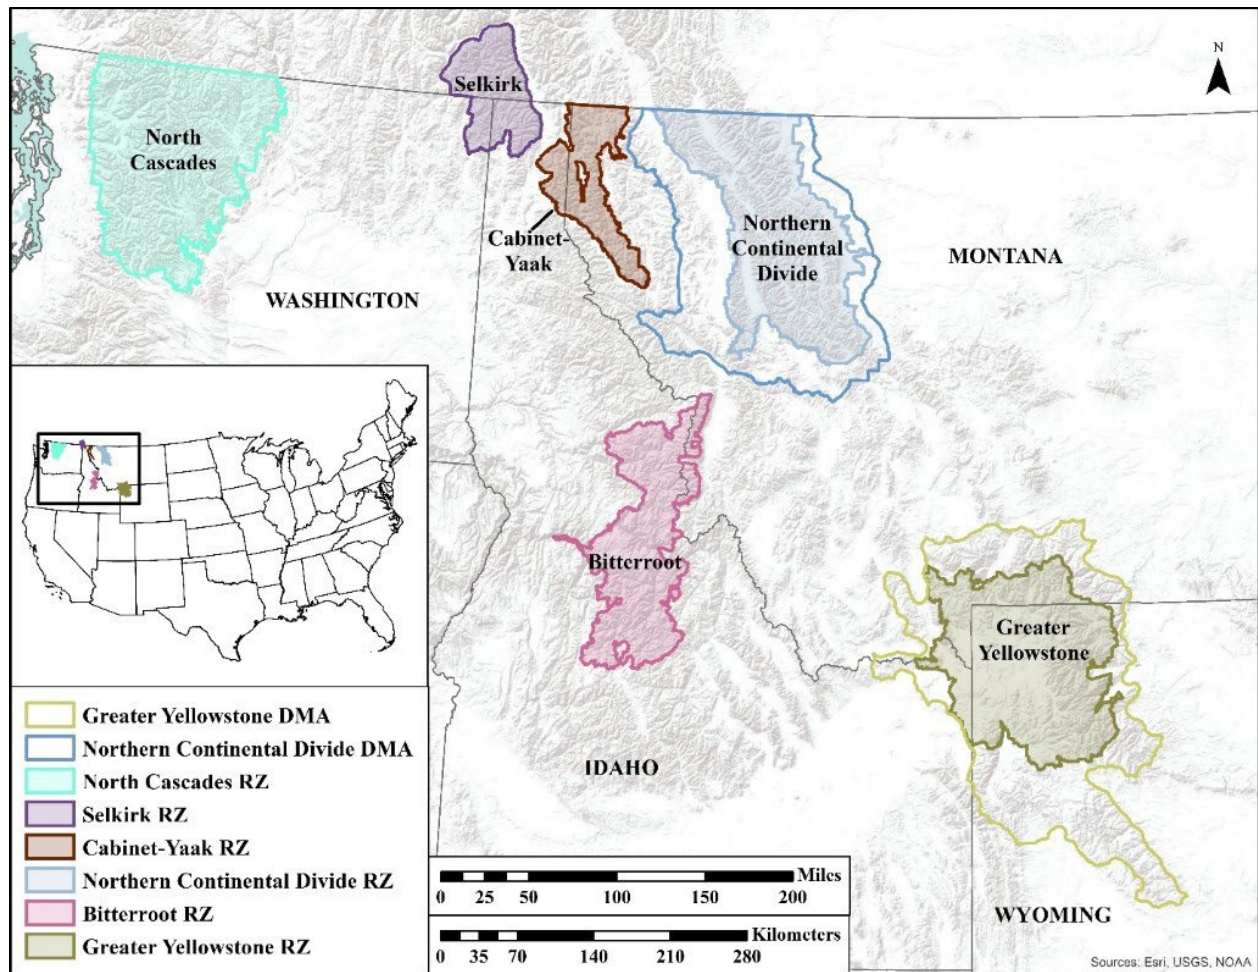 N
Selkirk
North
Cascades
Cabinet-
Yaak
Northern
Continental
Divide
MONTANA
WASHINGTON
Bitterroot
Greater
Yellowstone
IDAHO
WYOMING
Greater Yellowstone DMA
Northern Continental Divide DMA
North Cascades RZ
Selkirk RZ
Cabinet-Yaak RZ
Northern Continental Divide RZ
Bitterroot RZ
Greater Yellowstone RZ
Miles
0 25 50 100 150 200
Kilometers
0 35 70 140 210 280
Sources: Esri, USGS, NOAA